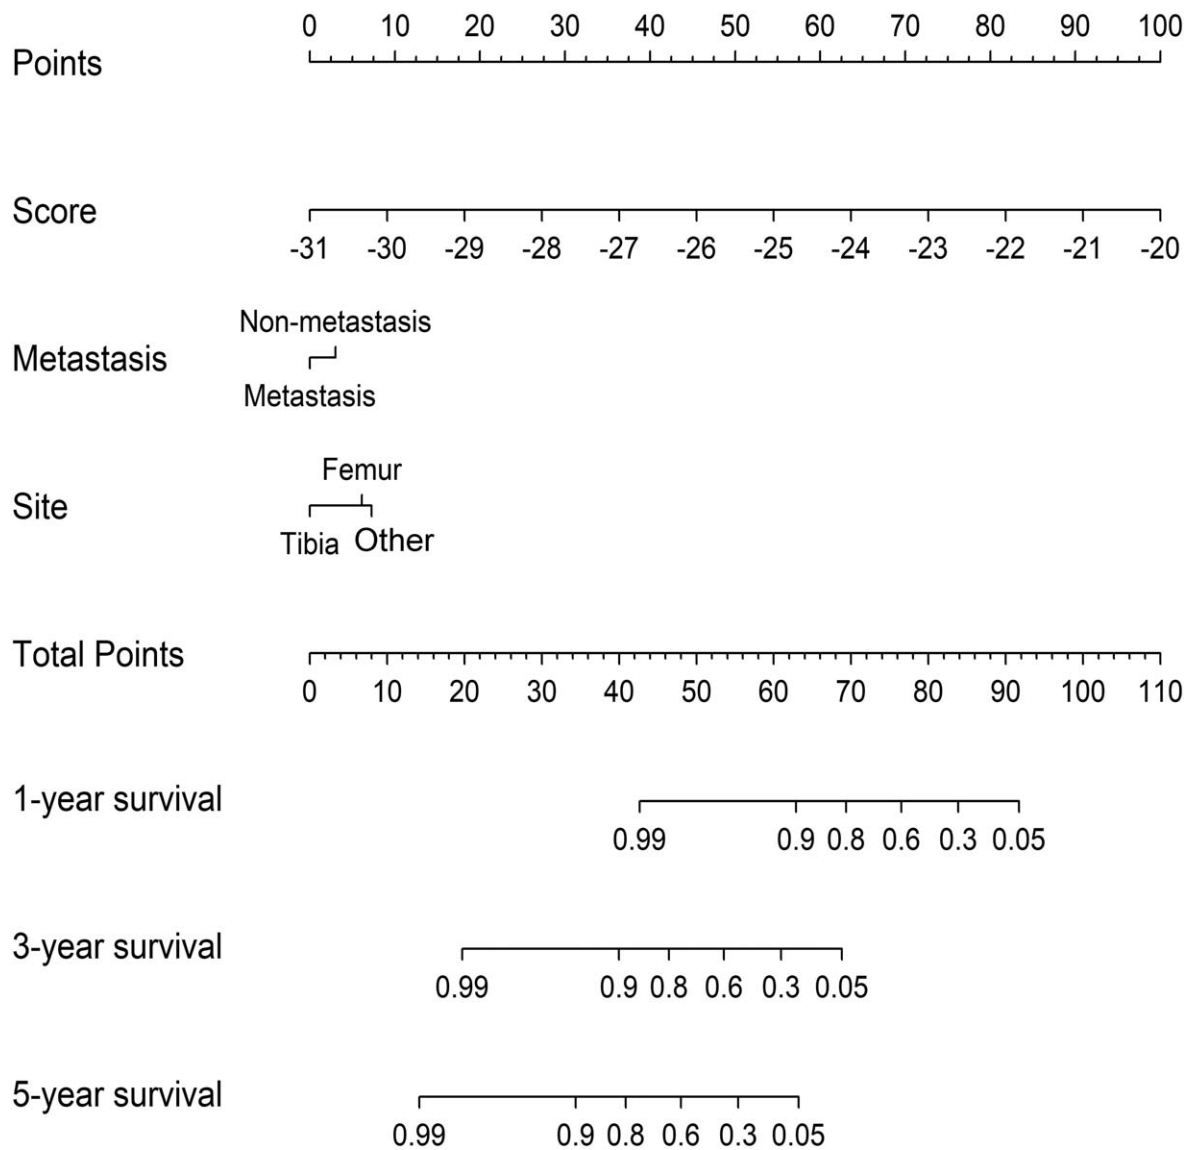 0 10 20 30 40 50 60 70 80 90 100
Points
Score
-31 -30 -29 -28 -27 -26 -25 -24 -23 -22 -21 -20
Non-metastasis
Metastasis
Metastasis
Femur
Site
Tibia Other
Total Points
0 10 20 30 40 50 60 70 80 90 100 110
1-year survival
0.99 0.9 0.8 0.6 0.3 0.05
3-year survival
0.99 0.9 0.8 0.6 0.3 0.05
5-year survival
0.99 0.9 0.8 0.6 0.3 0.05